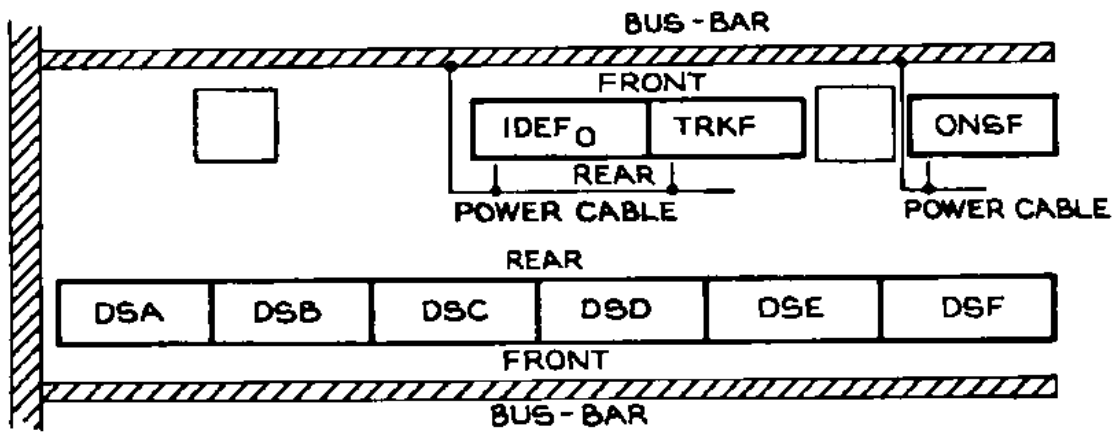 BUS-BAR
FRONT
IDEF0 TRKF ONSF
REAR
POWER CABLE POWER CABLE
REAR
DSA DSB DSC DSD DSE DSF
FRONT
BUS-BAR